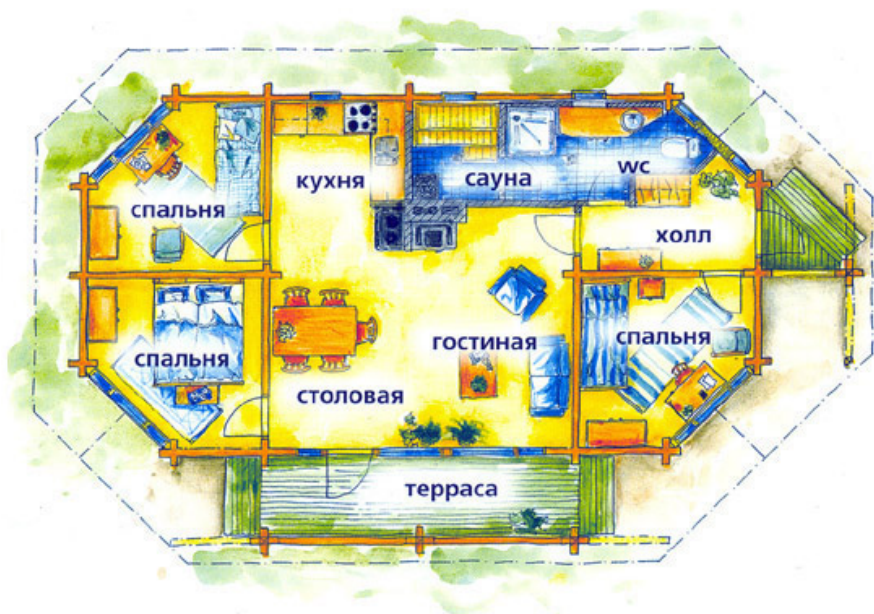 кухня
сауна
wc
спальня
холл
гостиная
спальня
спальня
столовая
терраса